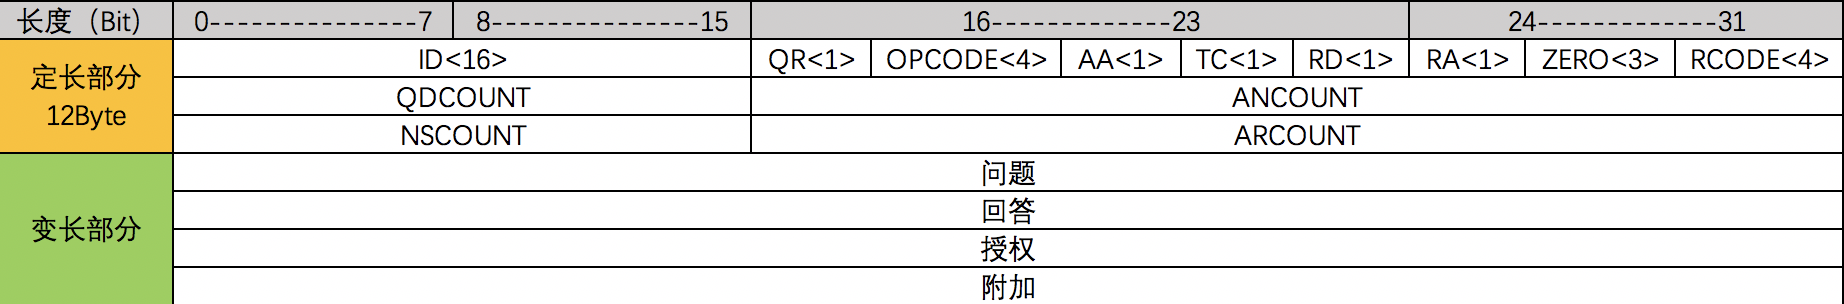 长度（Bit） 0---------------7 8---------------15 16-------------23 24-------------31
定长部分
12Byte
ID<16> QR<1> OPCODE<4> AA<1> TC<1> RD<1> RA<1> ZERO<3> RCODE<4>
QDCOUNT ANCOUNT
NSCOUNT ARCOUNT
变长部分
问题
回答
授权
附加